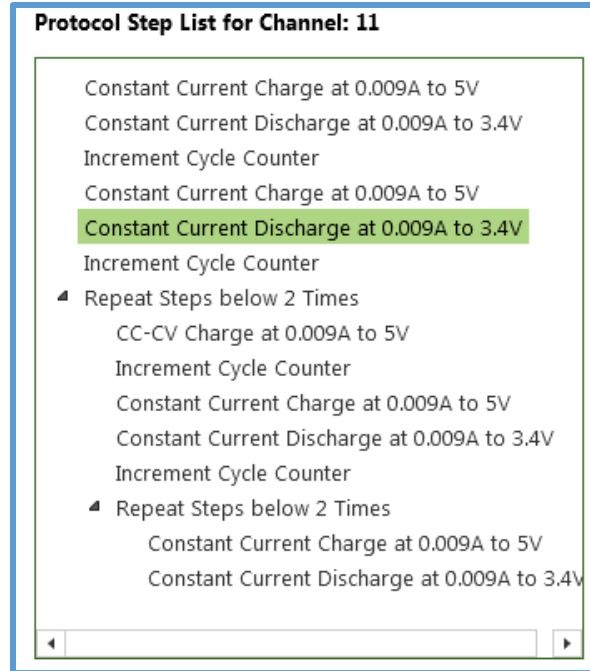 Protocol Step List for Channel: 11
Constant Current Charge at 0.009A to 5V
Constant Current Discharge at 0.009A to 3.4V
Increment Cycle Counter
Constant Current Charge at 0.009A to 5V
Constant Current Discharge at 0.009A to 3.4V
Increment Cycle Counter
Repeat Steps below 2 Times
CC-CV Charge at 0.009A to 5V
Increment Cycle Counter
Constant Current Charge at 0.009A to 5V
Constant Current Discharge at 0.009A to 3.4V
Increment Cycle Counter
Repeat Steps below 2 Times
Constant Current Charge at 0.009A to 5V
Constant Current Discharge at 0.009A to 3.4V